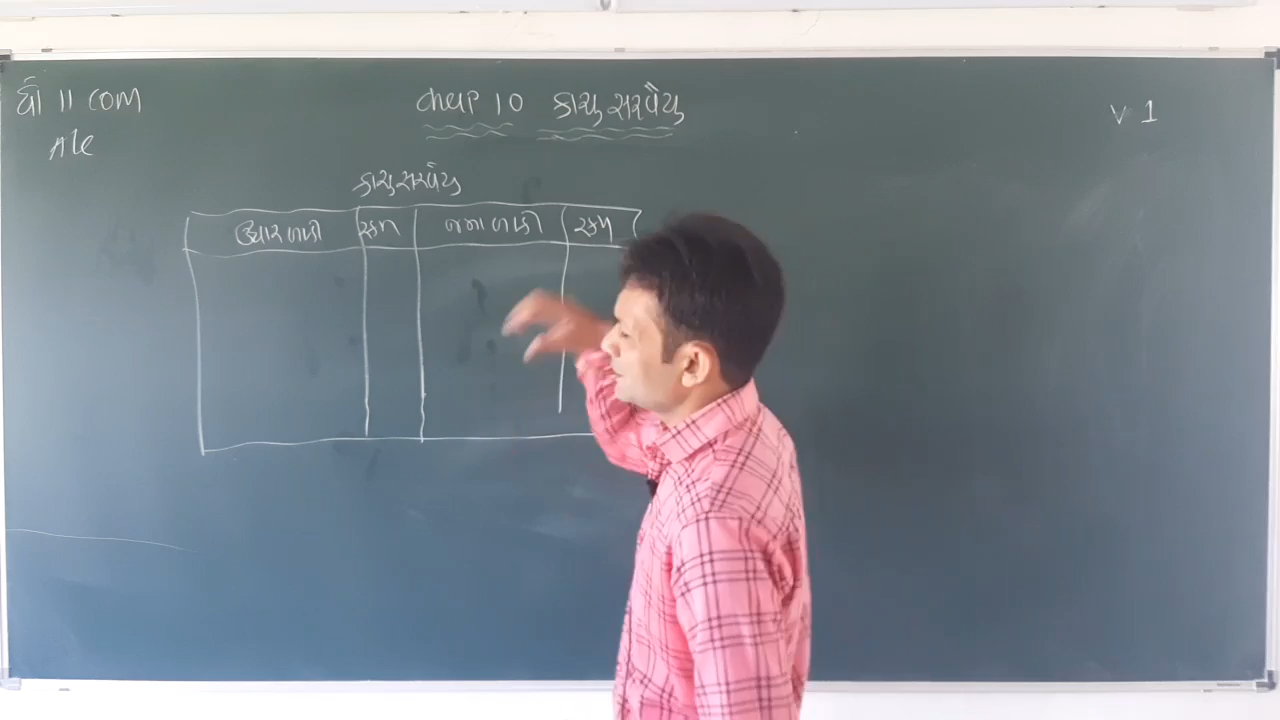 ધો 11 COM
A/c
chap 10 કાચુ સરવૈયુ
V 1
કાચુ સરવૈયુ
ઉધાર બાકી રકમ જમા બાકી રકમ